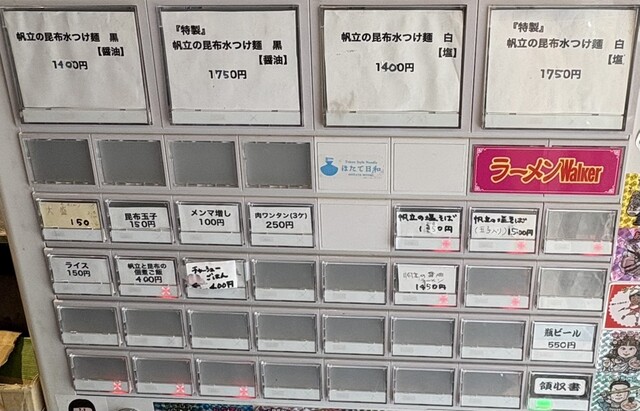 帆立の昆布水つけ麺 黒
【醤油】
1400円
『特製』
帆立の昆布水つけ麺 黒
【醤油】
1750円
帆立の昆布水つけ麺 白
【塩】
1400円
『特製』
帆立の昆布水つけ麺 白
【塩】
1750円
ほたて日和
ラーメンWalker
大盛
150
昆布玉子
150円
メンマ増し
100円
肉ワンタン(3ケ)
250円
帆立の塩そば
帆立の塩そば
1500円
ライス
150円
帆立と昆布の
佃煮ご飯
400円
チャーシュー
ごはん
400円
1450円
瓶ビール
550円
領収書